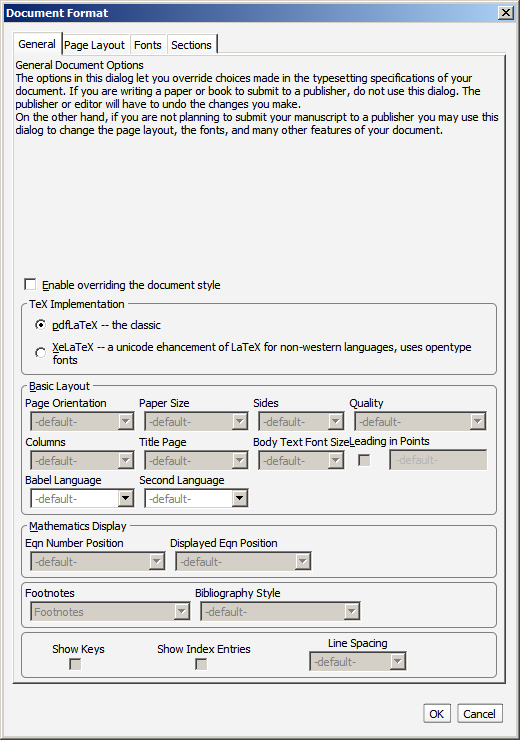 Document Format
General Page Layout Fonts Sections
General Document Options
The options in this dialog let you override choices made in the typesetting specifications of your
document. If you are writing a paper or book to submit to a publisher, do not use this dialog. The
publisher or editor will have to undo the changes you make.
On the other hand, if you are not planning to submit your manuscript to a publisher you may use this
dialog to change the page layout, the fonts, and many other features of your document.
Enable overriding the document style
TeX Implementation
pdfLaTeX -- the classic
XeLaTeX -- a unicode ehancement of LaTeX for non-western languages, uses opentype
fonts
Basic Layout
Page Orientation Paper Size Sides Quality
-default- -default- -default- -default-
Columns Title Page Body Text Font Size Leading in Points
-default- -default- -default- -default-
Babel Language Second Language
-default- -default-
Mathematics Display
Eqn Number Position Displayed Eqn Position
-default- -default-
Footnotes Bibliography Style
Footnotes -default-
Show Keys Show Index Entries Line Spacing
-default-
OK Cancel